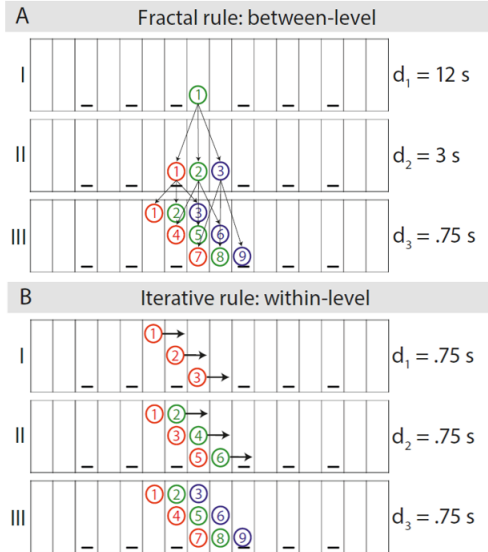 A Fractal rule: between-level
I
1
d1 = 12 s
II
1 2 3
d2 = 3 s
III
1 2 3
4 5 6
7 8 9
d3 = .75 s
B Iterative rule: within-level
I
1
2
3
d1 = .75 s
II
1 2
3 4
5 6
d2 = .75 s
III
1 2 3
4 5 6
7 8 9
d3 = .75 s